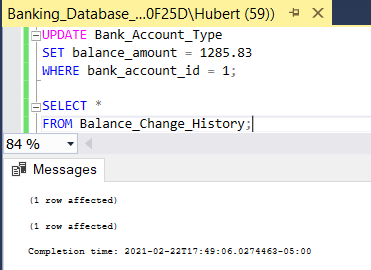 Banking_Database_...0F25D\Hubert (59))
UPDATE Bank_Account_Type
SET balance_amount = 1285.83
WHERE bank_account_id = 1;
SELECT *
FROM Balance_Change_History;
84 %
Messages
(1 row affected)
(1 row affected)
Completion time: 2021-02-22T17:49:06.0274463-05:00